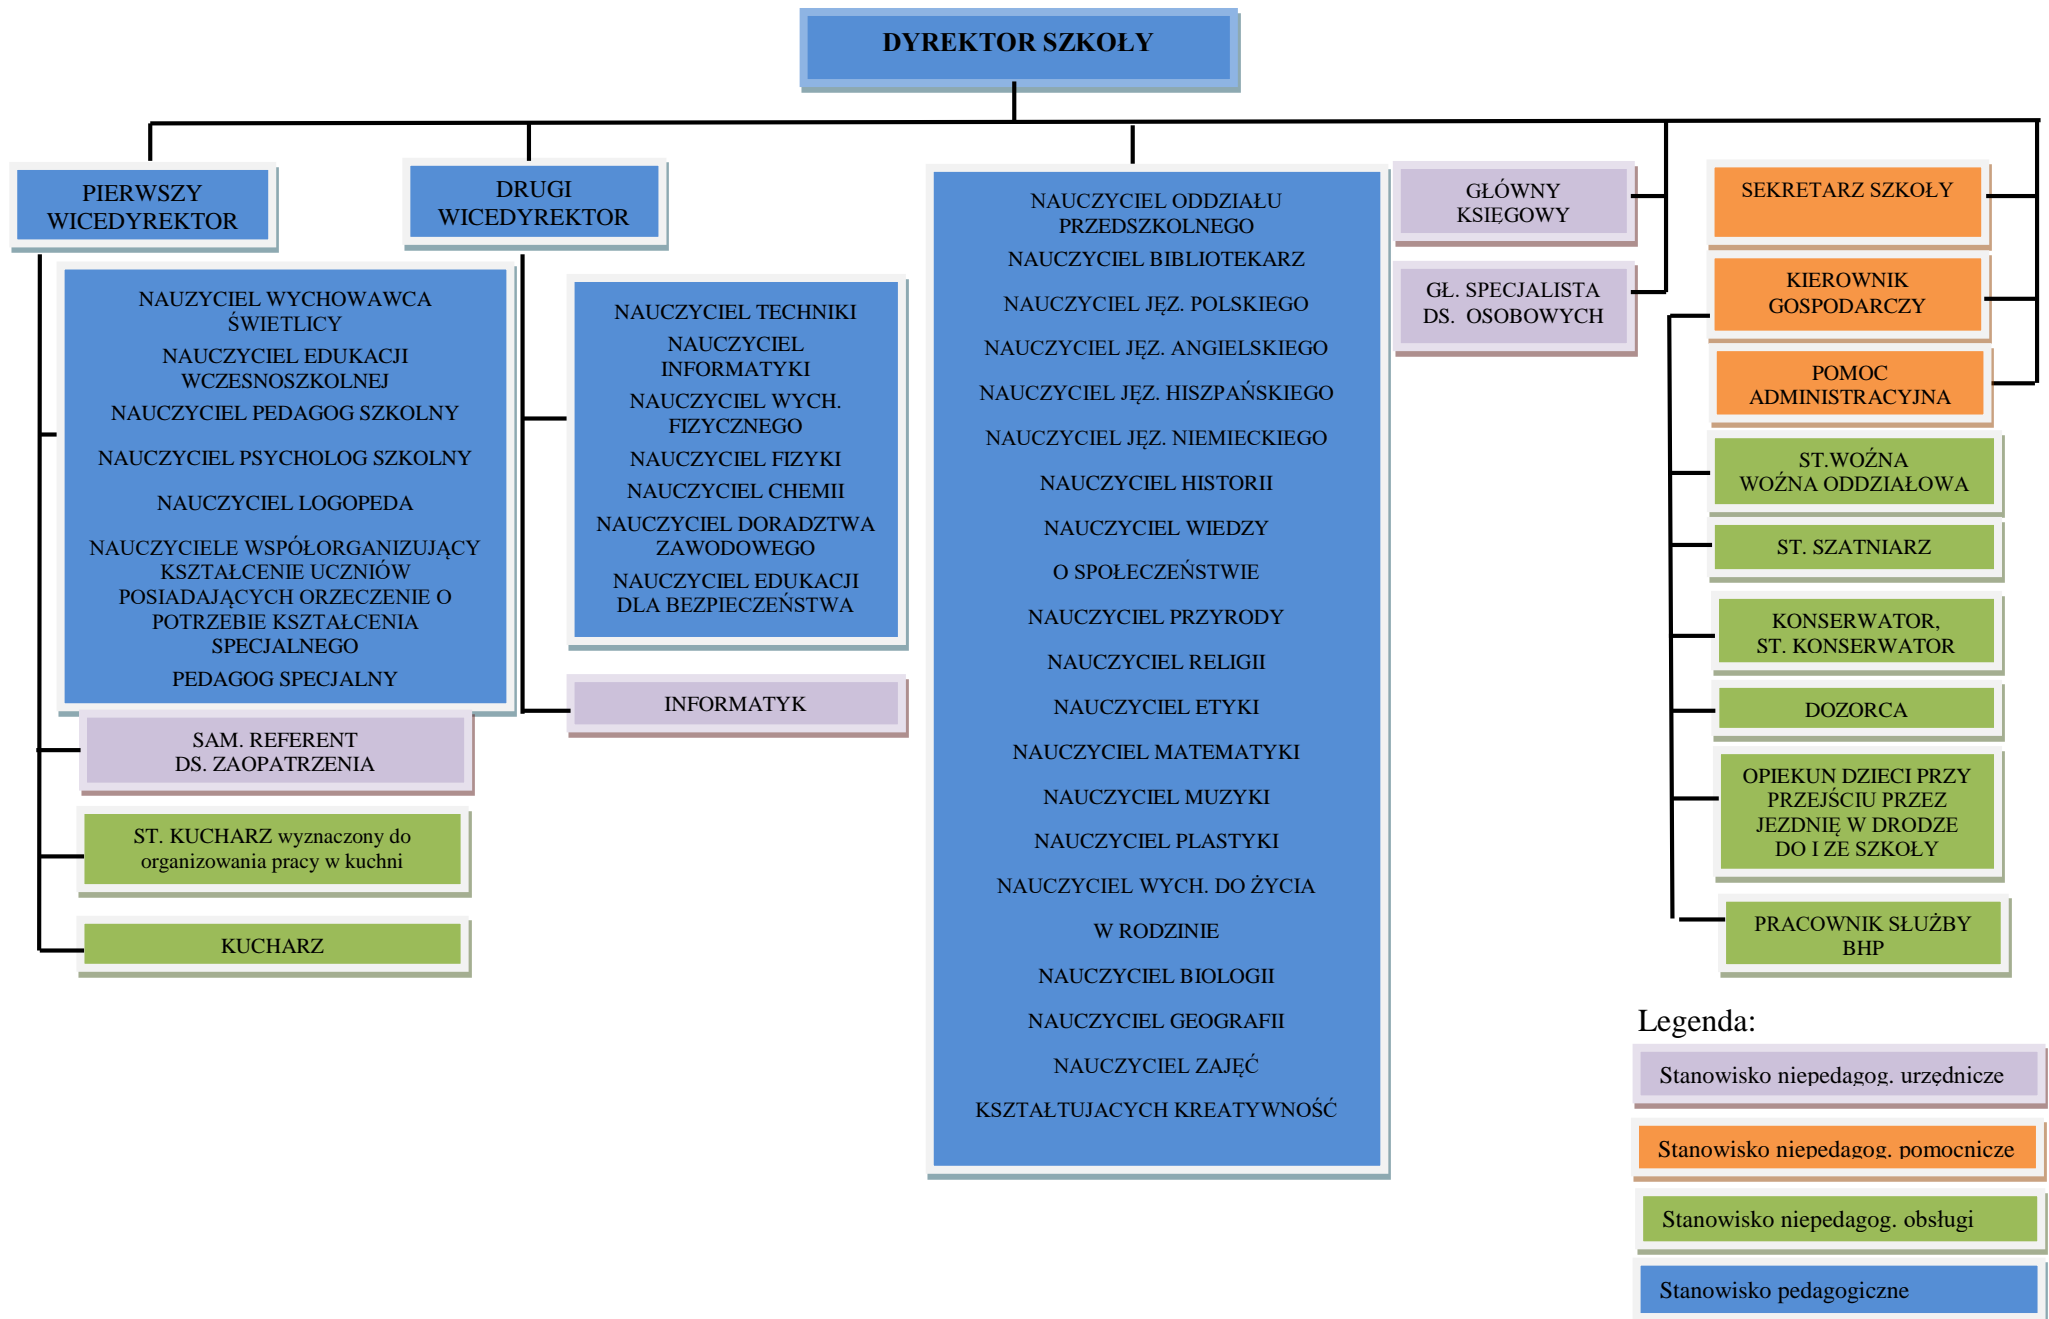 DYREKTOR SZKOŁY
PIERWSZY
WICEDYREKTOR
NAUZYCIEL WYCHOWAWCA
ŚWIETLICY
NAUCZYCIEL EDUKACJI
WCZESNOSZKOLNEJ
NAUCZYCIEL PEDAGOG SZKOLNY
NAUCZYCIEL PSYCHOLOG SZKOLNY
NAUCZYCIEL LOGOPEDA
NAUCZYCIELE WSPÓŁORGANIZUJĄCY
KSZTAŁCENIE UCZNIÓW
POSIADAJĄCYCH ORZECZENIE O
POTRZEBIE KSZTAŁCENIA
SPECJALNEGO
PEDAGOG SPECJALNY
SAM. REFERENT
DS. ZAOPATRZENIA
ST. KUCHARZ wyznaczony do
organizowania pracy w kuchni
KUCHARZ
DRUGI
WICEDYREKTOR
NAUCZYCIEL TECHNIKI
NAUCZYCIEL
INFORMATYKI
NAUCZYCIEL WYCH.
FIZYCZNEGO
NAUCZYCIEL FIZYKI
NAUCZYCIEL CHEMII
NAUCZYCIEL DORADZTWA
ZAWODOWEGO
NAUCZYCIEL EDUKACJI
DLA BEZPIECZEŃSTWA
INFORMATYK
NAUCZYCIEL ODDZIAŁU
PRZEDSZKOLNEGO
NAUCZYCIEL BIBLIOTEKARZ
NAUCZYCIEL JĘZ. POLSKIEGO
NAUCZYCIEL JĘZ. ANGIELSKIEGO
NAUCZYCIEL JĘZ. HISZPAŃSKIEGO
NAUCZYCIEL JĘZ. NIEMIECKIEGO
NAUCZYCIEL HISTORII
NAUCZYCIEL WIEDZY
O SPOŁECZEŃSTWIE
NAUCZYCIEL PRZYRODY
NAUCZYCIEL RELIGII
NAUCZYCIEL ETYKI
NAUCZYCIEL MATEMATYKI
NAUCZYCIEL MUZYKI
NAUCZYCIEL PLASTYKI
NAUCZYCIEL WYCH. DO ŻYCIA
W RODZINIE
NAUCZYCIEL BIOLOGII
NAUCZYCIEL GEOGRAFII
NAUCZYCIEL ZAJĘĆ
KSZTAŁTUJACYCH KREATYWNOŚĆ
GŁÓWNY
KSIĘGOWY
GŁ. SPECJALISTA
DS. OSOBOWYCH
SEKRETARZ SZKOŁY
KIEROWNIK
GOSPODARCZY
POMOC
ADMINISTRACYJNA
ST.WOŹNA
WOŹNA ODDZIAŁOWA
ST. SZATNIARZ
KONSERWATOR,
ST. KONSERWATOR
DOZORCA
OPIEKUN DZIECI PRZY
PRZEJŚCIU PRZEZ
JEZDNIĘ W DRODZE
DO I ZE SZKOŁY
PRACOWNIK SŁUŻBY
BHP
Legenda:
Stanowisko niepedagog. urzędnicze
Stanowisko niepedagog. pomocnicze
Stanowisko niepedagog. obsługi
Stanowisko pedagogiczne